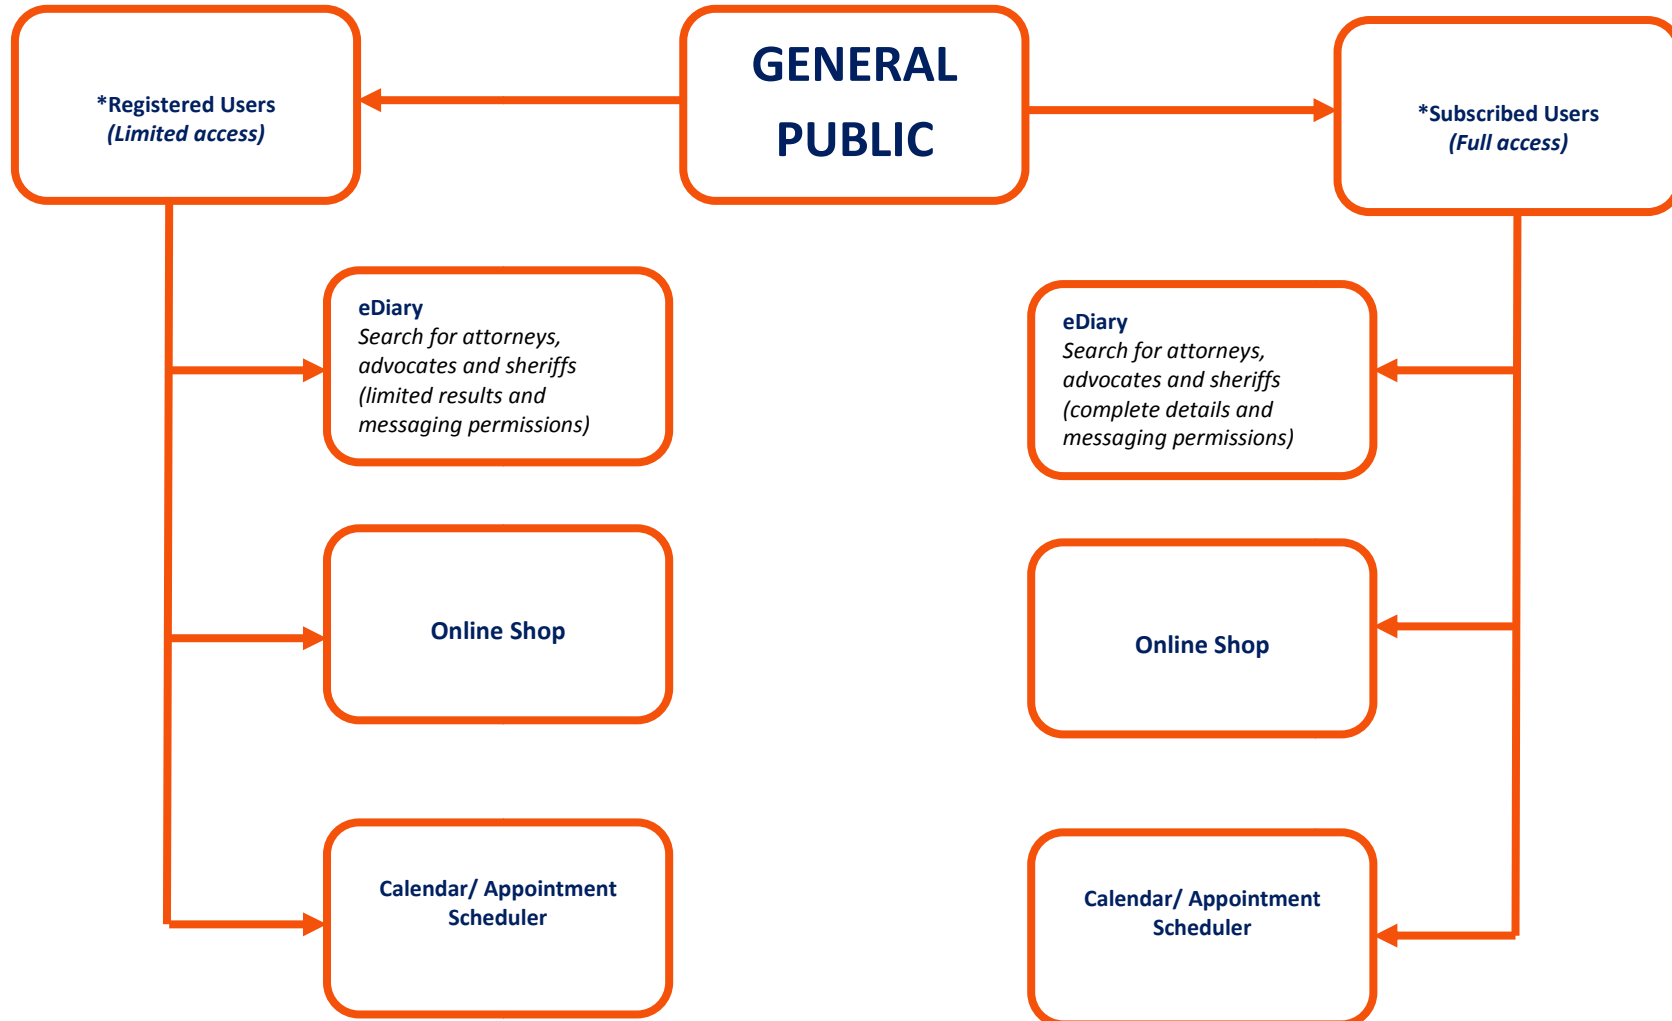 GENERAL
PUBLIC
*Registered Users
(Limited access)
*Subscribed Users
(Full access)
eDiary
Search for attorneys,
advocates and sheriffs
(limited results and
messaging permissions)
eDiary
Search for attorneys,
advocates and sheriffs
(complete details and
messaging permissions)
Online Shop
Online Shop
Calendar/ Appointment
Scheduler
Calendar/ Appointment
Scheduler